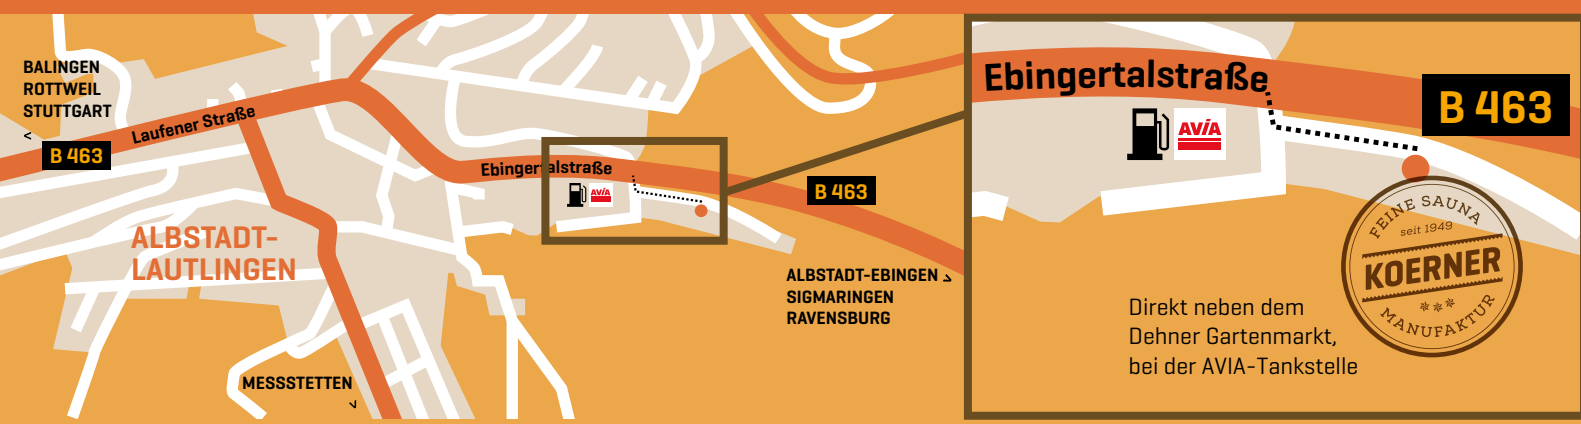 BALINGEN
ROTTWEIL
STUTTGART
<
B 463
Laufener Straße
ALBSTADT-
LAUTLINGEN
MESSSTETTEN
>
Ebingertalstraße
AVIA
B 463
ALBSTADT-EBINGEN >
SIGMARINGEN
RAVENSBURG
Ebingertalstraße
B 463
AVIA
FEINE SAUNA
seit 1949
KOERNER
***
MANUFAKTUR
Direkt neben dem
Dehner Gartenmarkt,
bei der AVIA-Tankstelle